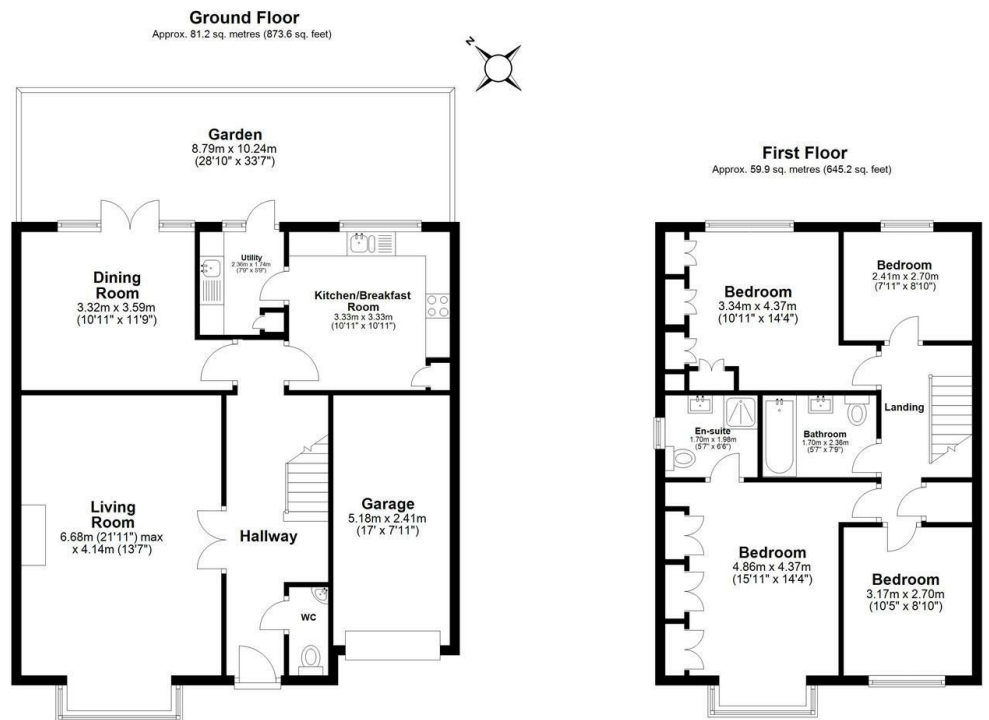 Ground Floor
Approx. 81.2 sq. metres (873.6 sq. feet)
N
Garden
8.79m x 10.24m
(28'10" x 33'7")
Dining
Room
3.32m x 3.59m
(10'11" x 11'9")
Utility
2.36m x 1.74m
(7'9" x 5'9")
Kitchen/Breakfast
Room
3.33m x 3.33m
(10'11" x 10'11")
Living
Room
6.68m (21'11") max
x 4.14m (13'7")
Hallway
Garage
5.18m x 2.41m
(17' x 7'11")
WC
First Floor
Approx. 59.9 sq. metres (645.2 sq. feet)
Bedroom
3.34m x 4.37m
(10'11" x 14'4")
Bedroom
2.41m x 2.70m
(7'11" x 8'10")
Landing
En-suite
1.70m x 1.98m
(5'7" x 6'6")
Bathroom
1.70m x 2.36m
(5'7" x 7'9")
Bedroom
4.86m x 4.37m
(15'11" x 14'4")
Bedroom
3.17m x 2.70m
(10'5" x 8'10")